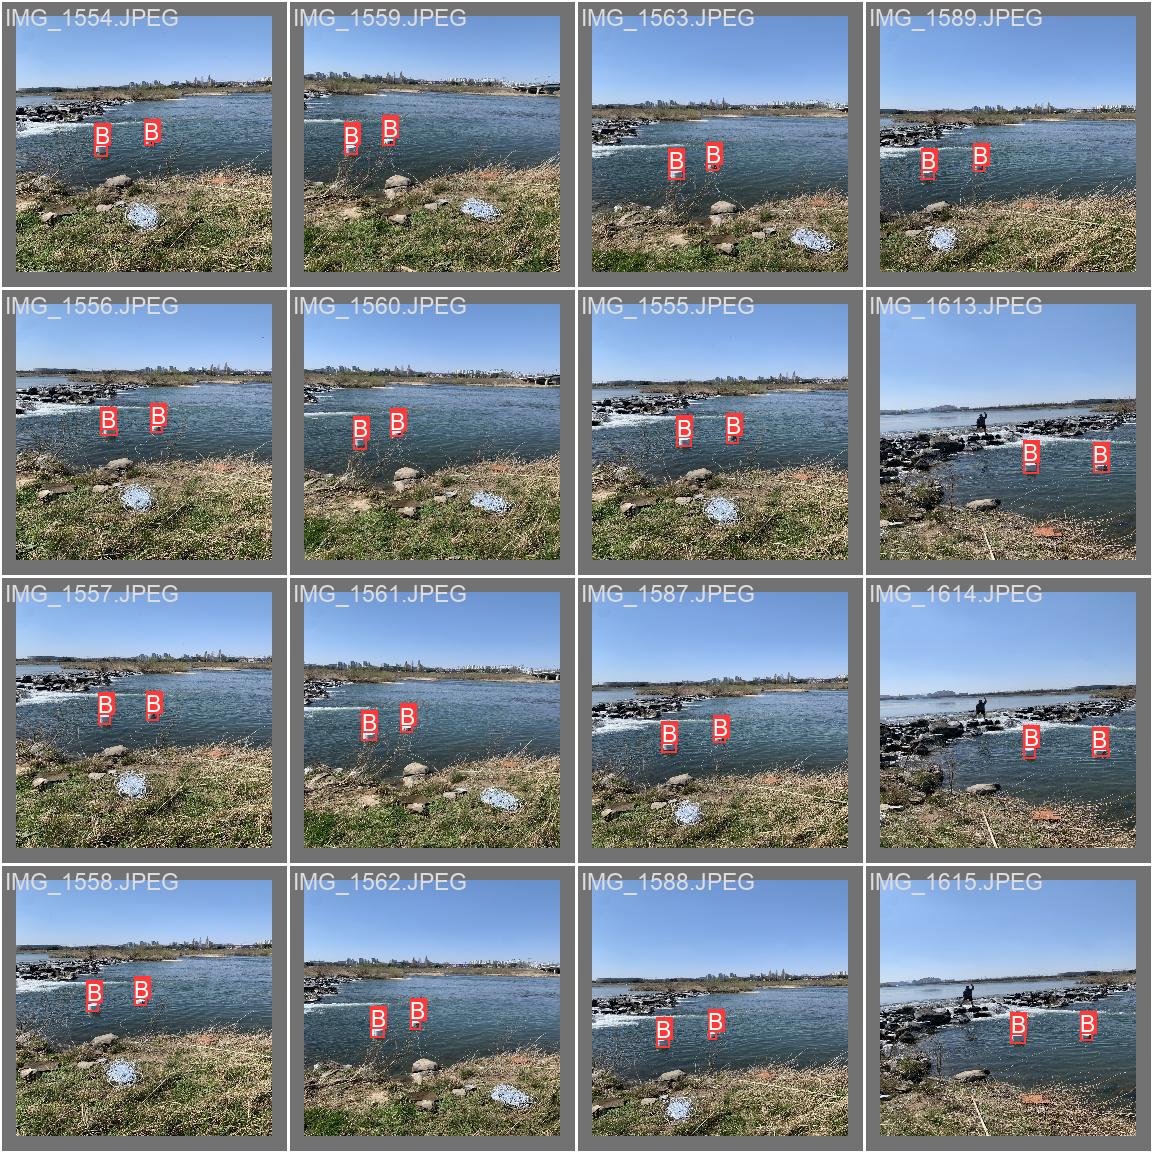 IMG_1554.JPEG
IMG_1559.JPEG
IMG_1563.JPEG
IMG_1589.JPEG
B B
B B
B B
B B
IMG_1556.JPEG
IMG_1560.JPEG
IMG_1555.JPEG
IMG_1613.JPEG
B B
B B
B B
B B
IMG_1557.JPEG
IMG_1561.JPEG
IMG_1587.JPEG
IMG_1614.JPEG
B B
B B
B B
B B
IMG_1558.JPEG
IMG_1562.JPEG
IMG_1588.JPEG
IMG_1615.JPEG
B B
B B
B B
B B